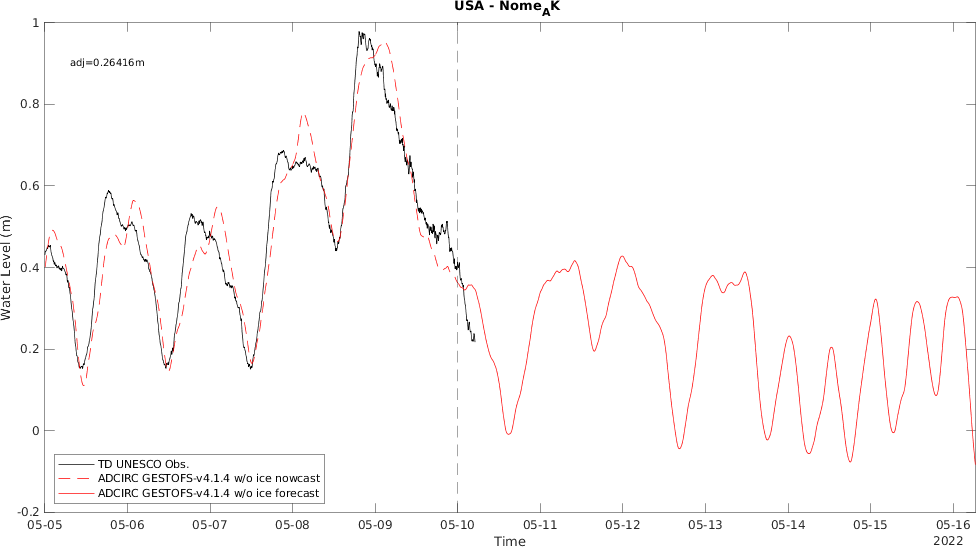 USA - Nome_AK
adj=0.26416m
1
0.8
0.6
0.4
0.2
0
-0.2
Water Level (m)
TD UNESCO Obs.
ADCIRC GESTOFS-v4.1.4 w/o ice nowcast
ADCIRC GESTOFS-v4.1.4 w/o ice forecast
05-05 05-06 05-07 05-08 05-09 05-10 05-11 05-12 05-13 05-14 05-15 05-16
Time
2022